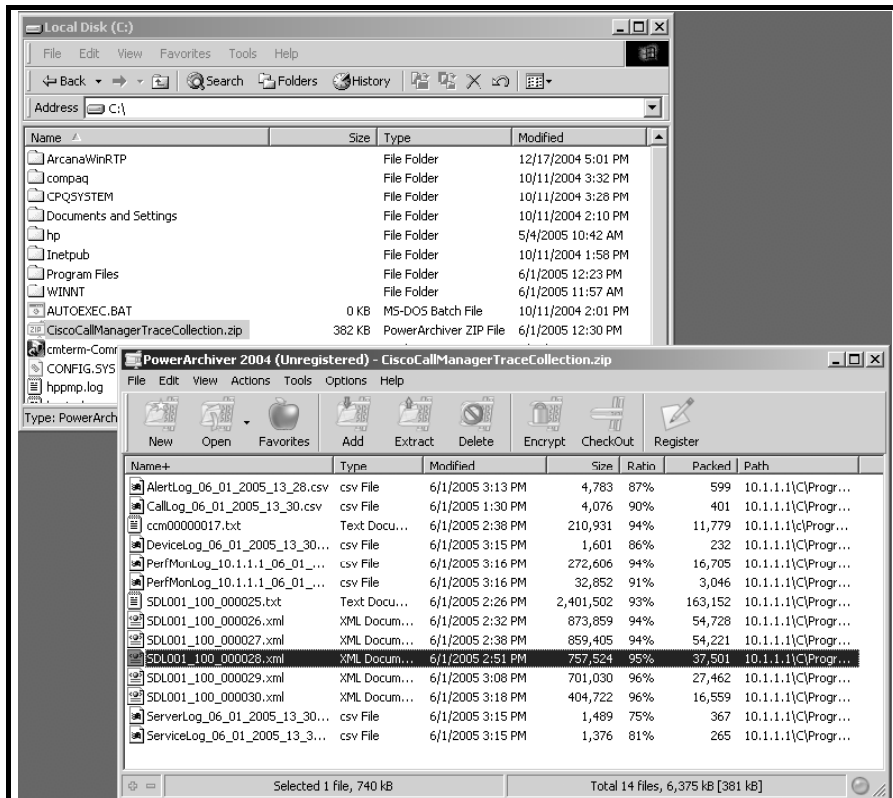 Local Disk (C:)
File Edit View Favorites Tools Help
Back Search Folders History
Address C:\
Name Size Type Modified
ArcanaWinRTP File Folder 12/17/2004 5:01 PM
compaq File Folder 10/11/2004 3:32 PM
CPQSYSTEM File Folder 10/11/2004 3:28 PM
Documents and Settings File Folder 10/11/2004 2:10 PM
hp File Folder 5/4/2005 10:42 AM
Inetpub File Folder 10/11/2004 1:58 PM
Program Files File Folder 6/1/2005 12:23 PM
WINNT File Folder 6/1/2005 11:57 AM
AUTOEXEC.BAT 0 KB MS-DOS Batch File 10/11/2004 2:01 PM
CiscoCallManagerTraceCollection.zip 382 KB PowerArchiver ZIP File 6/1/2005 12:30 PM
cmterm-Comm
CONFIG.SYS
hppmp.log
Type: PowerArch
PowerArchiver 2004 (Unregistered) - CiscoCallManagerTraceCollection.zip
File Edit View Actions Tools Options Help
New Open Favorites Add Extract Delete Encrypt CheckOut Register
Name+ Type Modified Size Ratio Packed Path
AlertLog_06_01_2005_13_28.csv csv File 6/1/2005 3:13 PM 4,783 87% 599 10.1.1.1\C\Progr...
CallLog_06_01_2005_13_30.csv csv File 6/1/2005 1:30 PM 4,076 90% 401 10.1.1.1\C\Progr...
ccm00000017.txt Text Docu... 6/1/2005 2:38 PM 210,931 94% 11,779 10.1.1.1\c\Progr...
DeviceLog_06_01_2005_13_30... csv File 6/1/2005 3:15 PM 1,601 86% 232 10.1.1.1\C\Progr...
PerfMonLog_10.1.1.1_06_01_... csv File 6/1/2005 3:16 PM 272,606 94% 16,705 10.1.1.1\C\Progr...
PerfMonLog_10.1.1.1_06_01_... csv File 6/1/2005 3:16 PM 32,852 91% 3,046 10.1.1.1\C\Progr...
SDL001_100_000025.txt Text Docu... 6/1/2005 2:26 PM 2,401,502 93% 163,152 10.1.1.1\C\Progr...
SDL001_100_000026.xml XML Docum... 6/1/2005 2:32 PM 873,859 94% 54,728 10.1.1.1\C\Progr...
SDL001_100_000027.xml XML Docum... 6/1/2005 2:38 PM 859,405 94% 54,221 10.1.1.1\C\Progr...
SDL001_100_000028.xml XML Docum... 6/1/2005 2:51 PM 757,524 95% 37,501 10.1.1.1\C\Progr...
SDL001_100_000029.xml XML Docum... 6/1/2005 3:08 PM 701,030 96% 27,462 10.1.1.1\C\Progr...
SDL001_100_000030.xml XML Docum... 6/1/2005 3:18 PM 404,722 96% 16,559 10.1.1.1\C\Progr...
ServerLog_06_01_2005_13_30... csv File 6/1/2005 3:15 PM 1,489 75% 367 10.1.1.1\C\Progr...
ServiceLog_06_01_2005_13_3... csv File 6/1/2005 3:15 PM 1,376 81% 265 10.1.1.1\C\Progr...
Selected 1 file, 740 kB Total 14 files, 6,375 kB [381 kB]